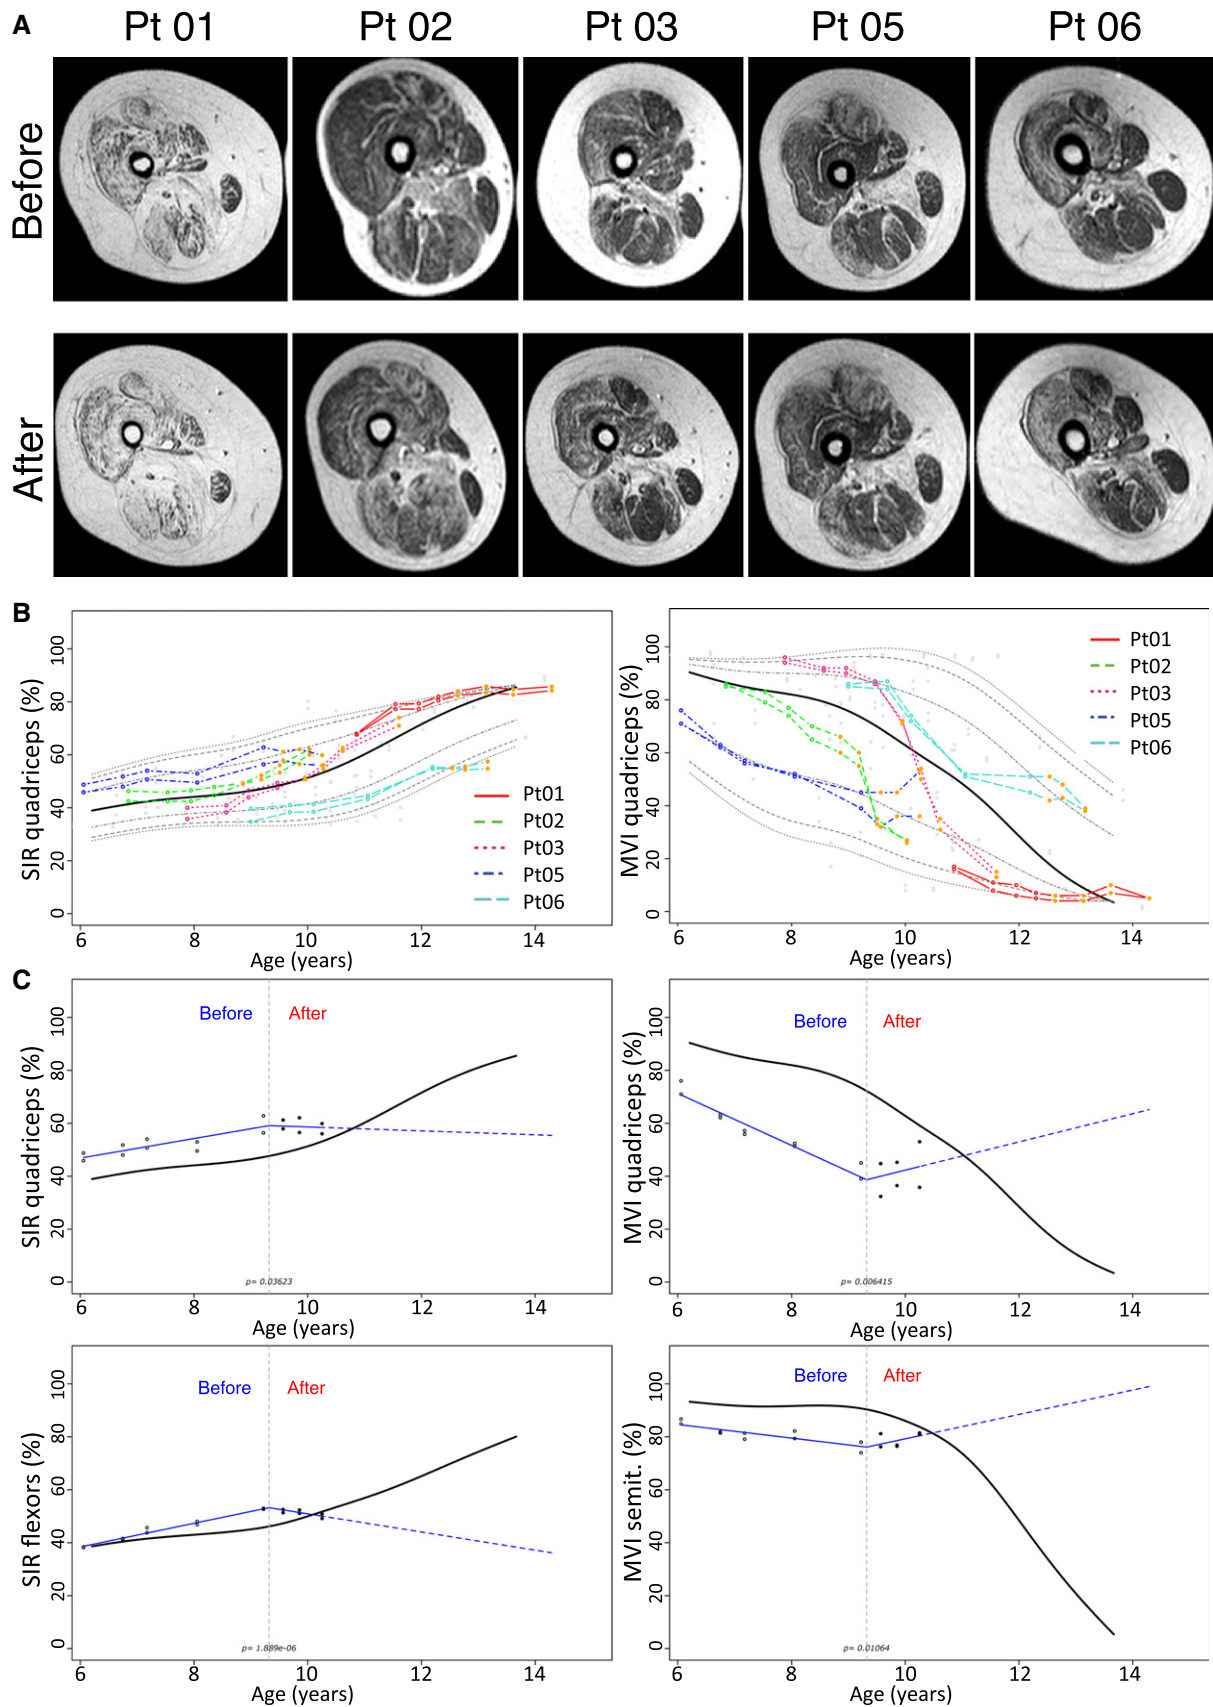 A
Pt 01 Pt 02 Pt 03 Pt 05 Pt 06
Before
After
B
SIR quadriceps (%)
100
80
60
40
20
0
6 8 10 12 14
Age (years)
Pt01
Pt02
Pt03
Pt05
Pt06
MVI quadriceps (%)
100
80
60
40
20
0
6 8 10 12 14
Age (years)
Pt01
Pt02
Pt03
Pt05
Pt06
C
SIR quadriceps (%)
100
80
60
40
20
0
Before After
p= 0.03623
6 8 10 12 14
Age (years)
MVI quadriceps (%)
100
80
60
40
20
0
Before After
p= 0.006415
6 8 10 12 14
Age (years)
SIR flexors (%)
100
80
60
40
20
0
Before After
p= 1.889e-06
6 8 10 12 14
Age (years)
MVI semit. (%)
100
80
60
40
20
0
Before After
p= 0.01064
6 8 10 12 14
Age (years)